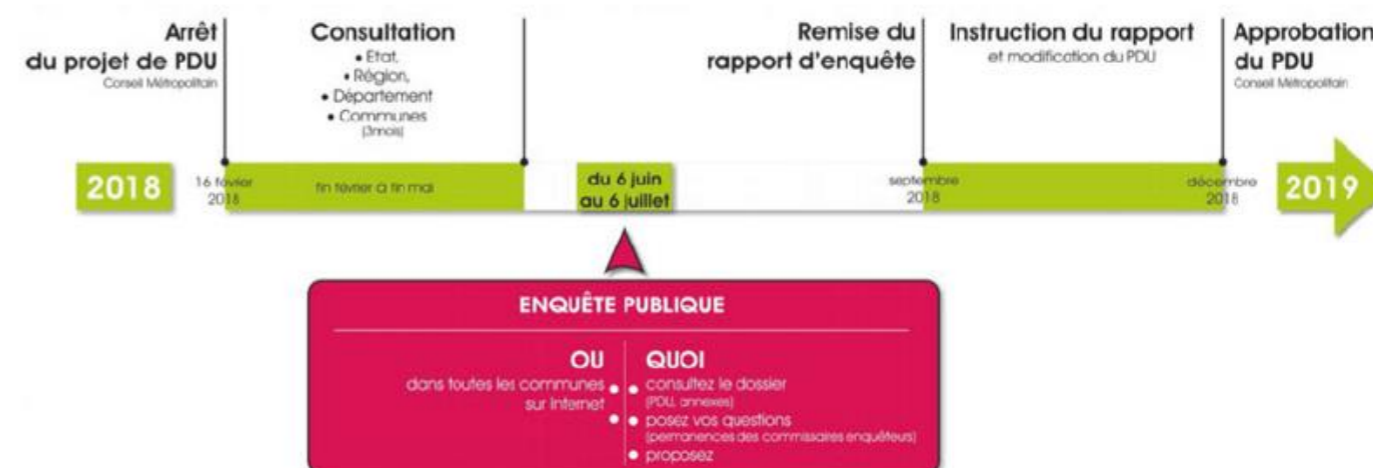 Arrêt
du projet de PDU
Conseil Métropolitain
Consultation
• Etat,
• Région,
• Département
• Communes
(3mois)
Remise du
rapport d'enquête
Instruction du rapport
et modification du PDU
Approbation
du PDU
Conseil Métropolitain
2018
16 février
2018
fin février à fin mai
du 6 juin
au 6 juillet
septembre
2018
décembre
2018
2019
ENQUÊTE PUBLIQUE
OU
dans toutes les communes •
sur Internet •
QUOI
• consultez le dossier
(PDU, annexes)
• posez vos questions
(permanences des commissaires enquêteurs)
• proposez